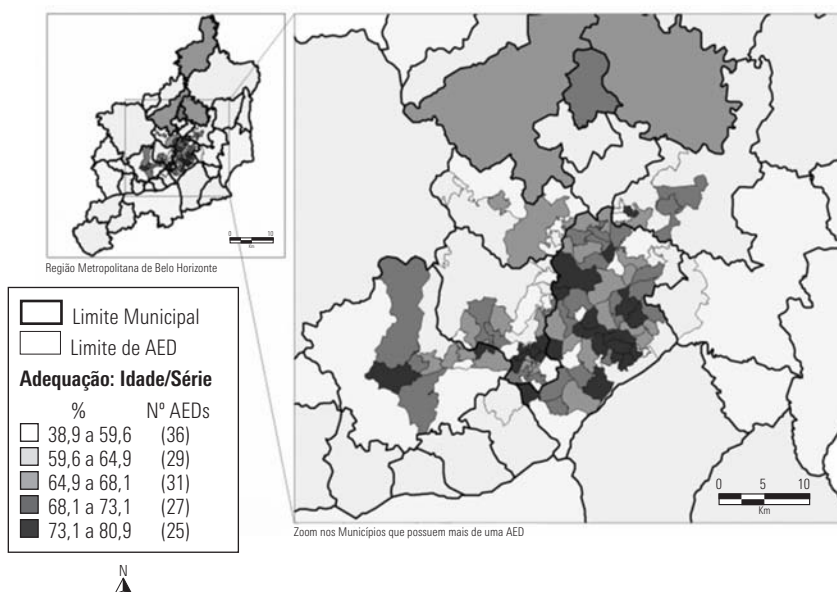 0 10
Km
Região Metropolitana de Belo Horizonte
Limite Municipal
Limite de AED
Adequação: Idade/Série
% Nº AEDs
38,9 a 59,6 (36)
59,6 a 64,9 (29)
64,9 a 68,1 (31)
68,1 a 73,1 (27)
73,1 a 80,9 (25)
N
0 5 10
Km
Zoom nos Municípios que possuem mais de uma AED